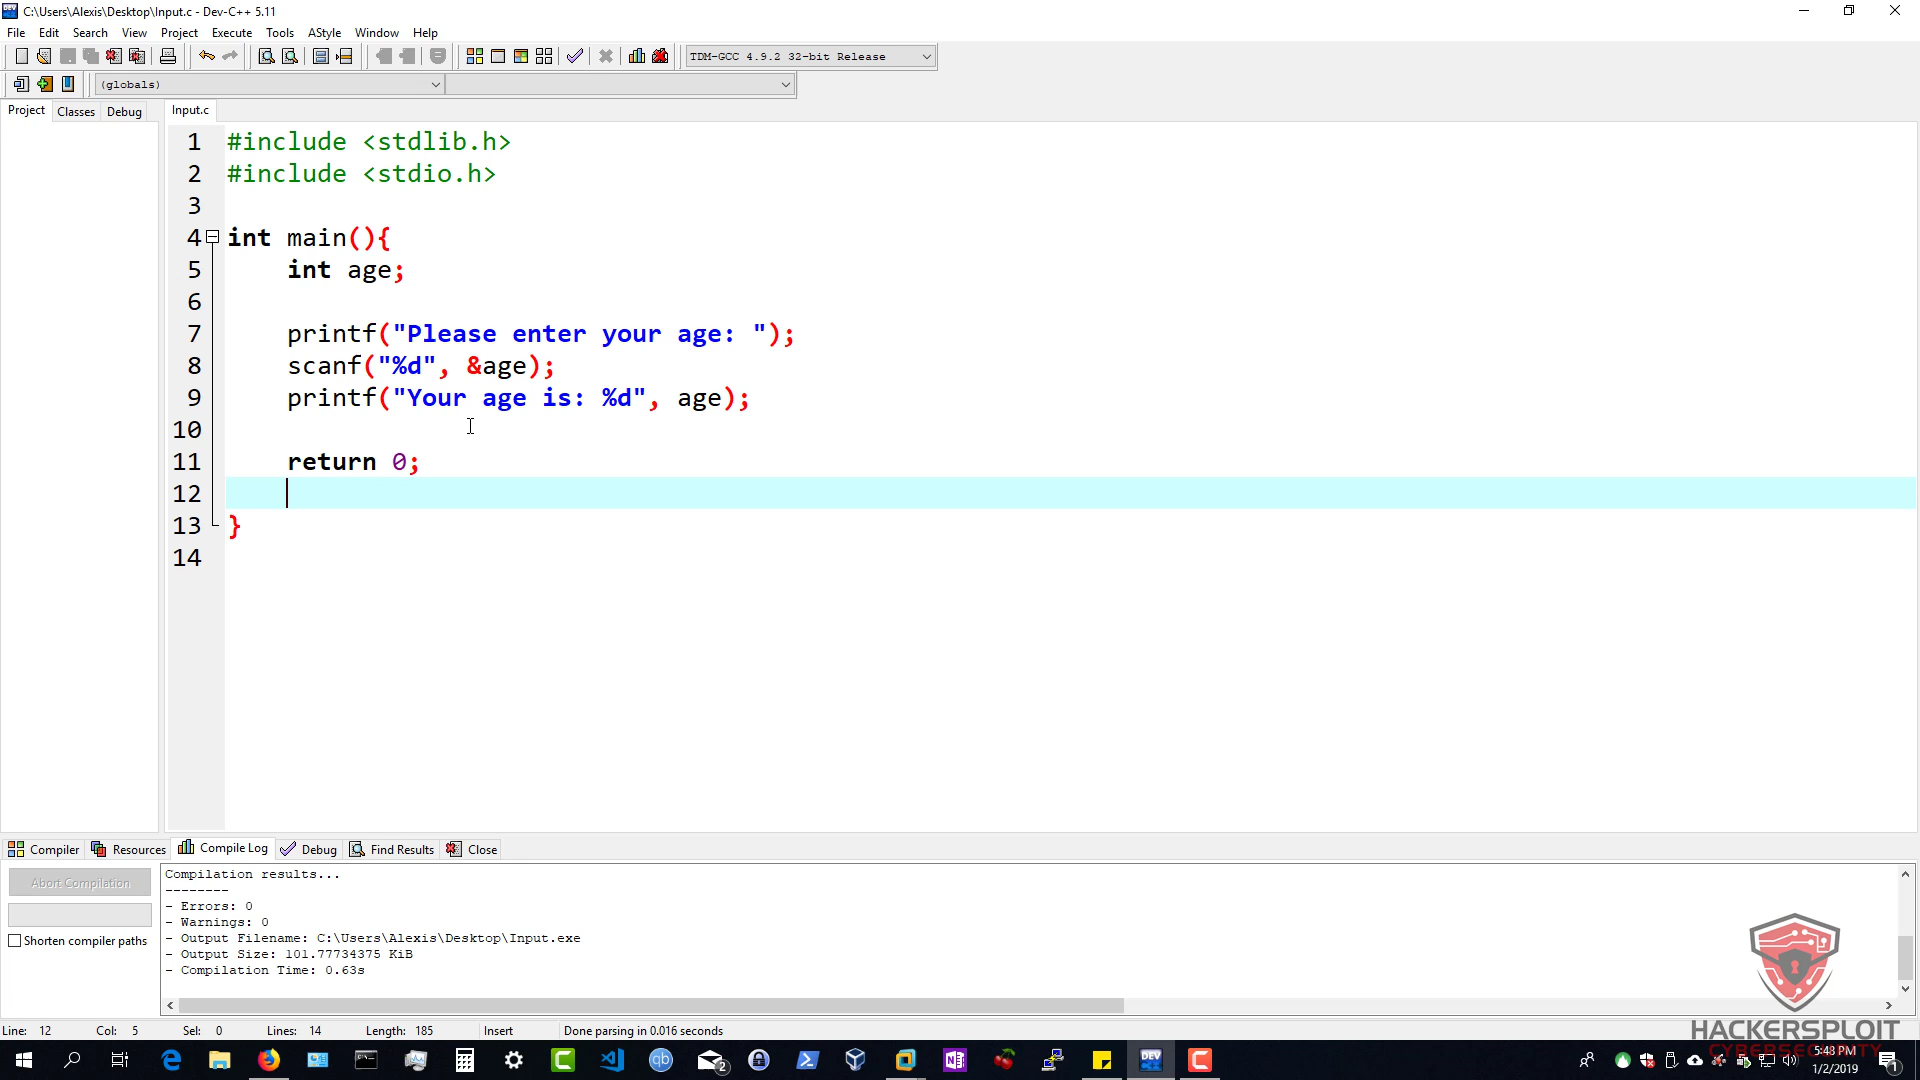 C:\Users\Alexis\Desktop\Input.c - Dev-C++ 5.11
File Edit Search View Project Execute Tools AStyle Window Help
TDM-GCC 4.9.2 32-bit Release
(globals)
Project Classes Debug Input.c
1 #include <stdlib.h>
2 #include <stdio.h>
3
4 int main(){
5 int age;
6
7 printf("Please enter your age: ");
8 scanf("%d", &age);
9 printf("Your age is: %d", age);
10
11 return 0;
12
13 }
14
Compiler Resources Compile Log Debug Find Results Close
Abort Compilation
Shorten compiler paths
Compilation results...
--------
- Errors: 0
- Warnings: 0
- Output Filename: C:\Users\Alexis\Desktop\Input.exe
- Output Size: 101.77734375 KiB
- Compilation Time: 0.63s
Line: 12 Col: 5 Sel: 0 Lines: 14 Length: 185 Insert Done parsing in 0.016 seconds
HACKERSPLOIT
CYBERSECURITY
5:48 PM
1/2/2019